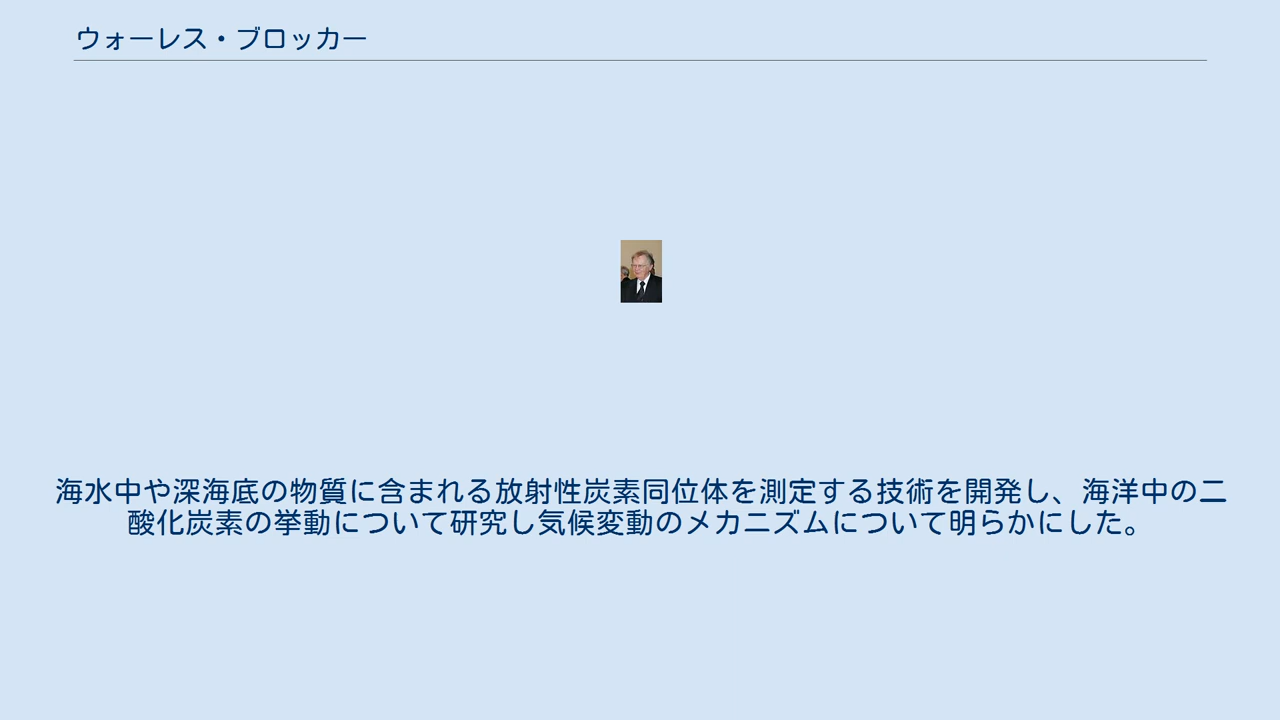 ウォーレス・ブロッカー
海水中や深海底の物質に含まれる放射性炭素同位体を測定する技術を開発し、海洋中の二
酸化炭素の挙動について研究し気候変動のメカニズムについて明らかにした。